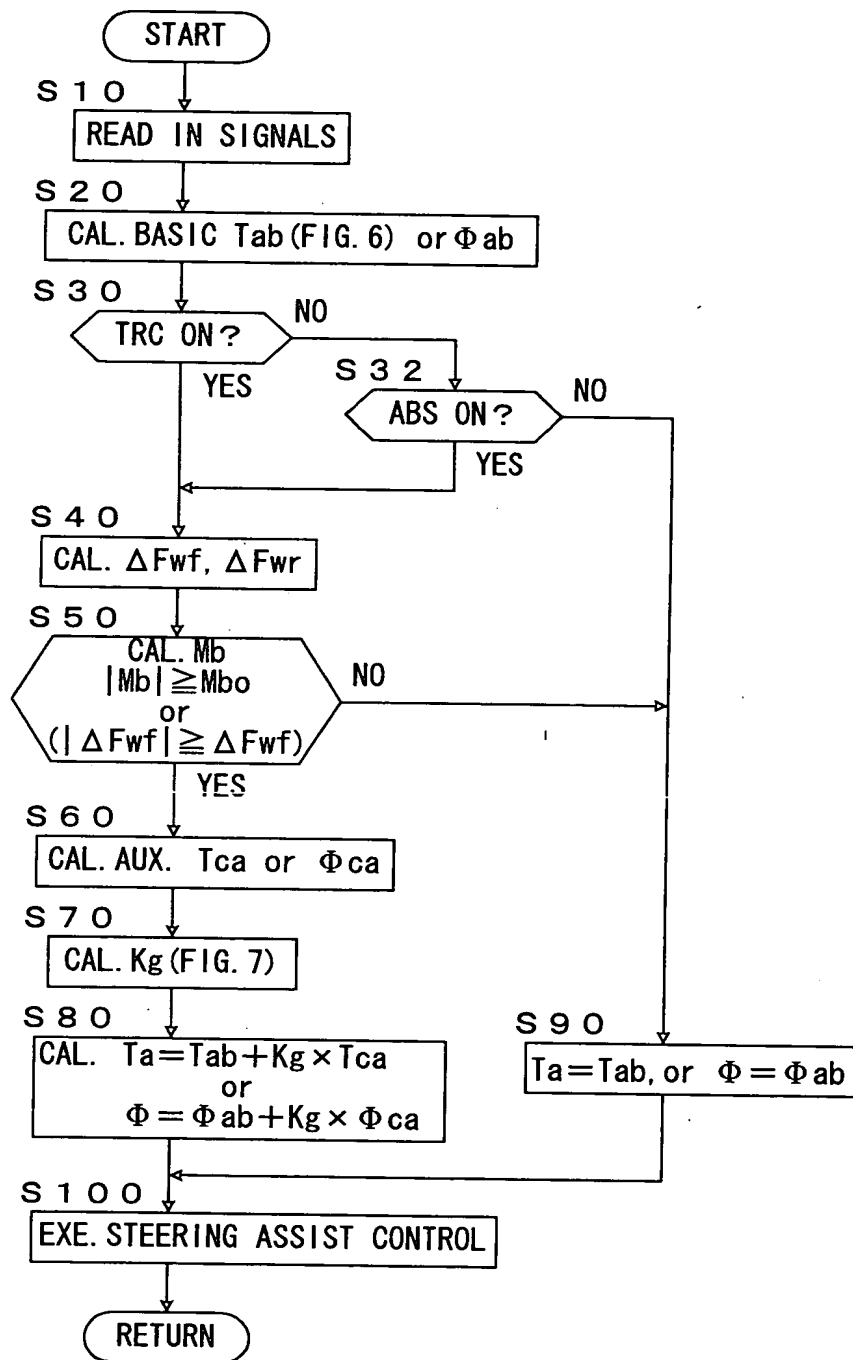 START
S10
READ IN SIGNALS
S20
CAL. BASIC Tab (FIG. 6) or Φab
S30
TRC ON?
NO
YES
S32
ABS ON?
NO
YES
S40
CAL. ΔFwf, ΔFwr
S50
CAL. Mb
|Mb| ≧ Mbo
or
(|ΔFwf| ≧ ΔFwf)
NO
YES
S60
CAL. AUX. Tca or Φca
S70
CAL. Kg (FIG. 7)
S80
CAL. Ta=Tab+Kg×Tca
or
Φ=Φab+Kg×Φca
S90
Ta=Tab, or Φ=Φab
S100
EXE. STEERING ASSIST CONTROL
RETURN